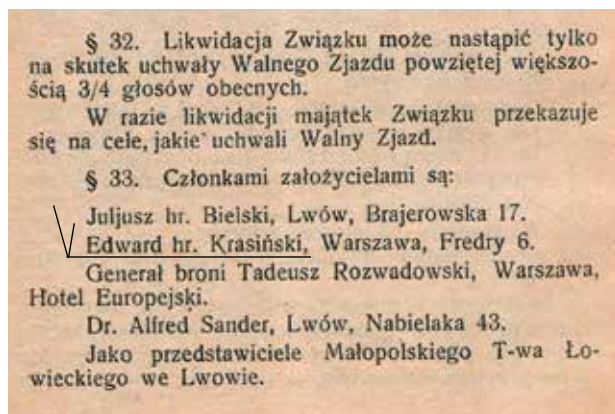 § 32. Likwidacja Związku może nastąpić tylko
na skutek uchwały Walnego Zjazdu powziętej większo-
ścią 3/4 głosów obecnych.
W razie likwidacji majątek Związku przekazuje
się na cele, jakie uchwali Walny Zjazd.
§ 33. Członkami założycielami są:
Juljusz hr. Bielski, Lwów, Brajerowska 17.
Edward hr. Krasiński, Warszawa, Fredry 6.
Generał broni Tadeusz Rozwadowski, Warszawa,
Hotel Europejski.
Dr. Alfred Sander, Lwów, Nabielaka 43.
Jako przedstawiciele Małopolskiego T-wa Ło-
wieckiego we Lwowie.